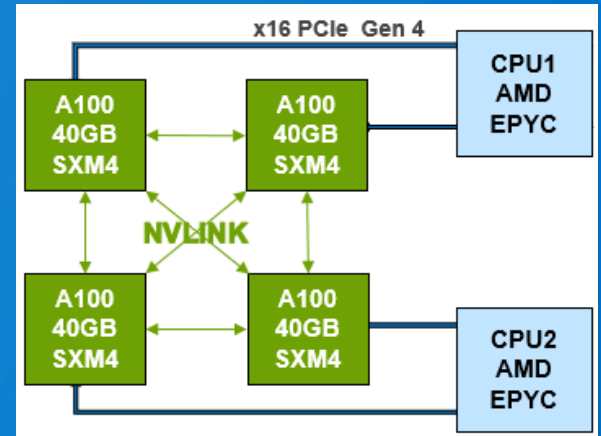 x16 PCIe Gen 4
CPU1
AMD
EPYC
A100
40GB
SXM4
A100
40GB
SXM4
NVLINK
A100
40GB
SXM4
A100
40GB
SXM4
CPU2
AMD
EPYC